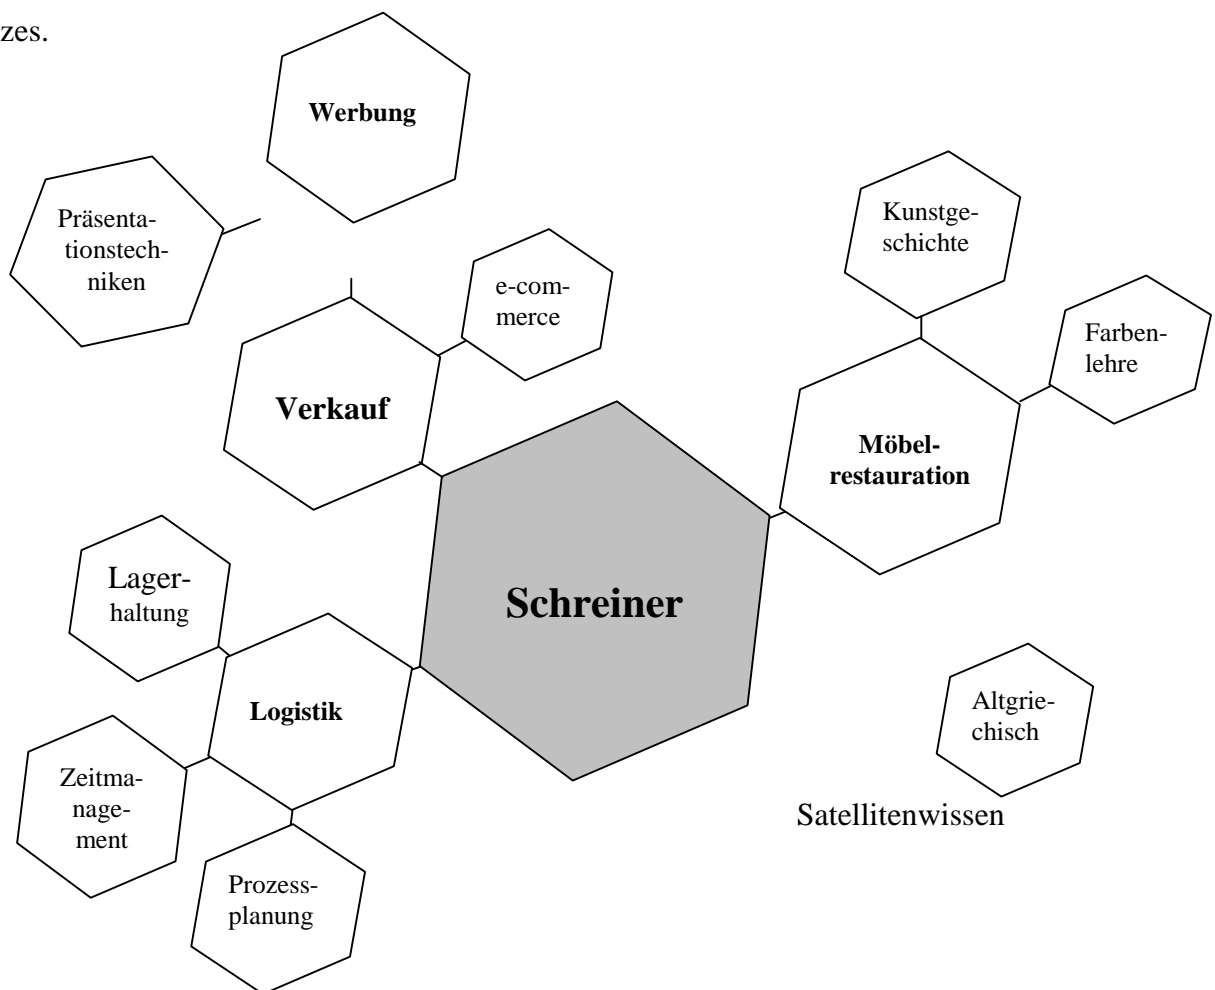 zes.
Werbung
Präsenta-
tionstech-
niken
Kunstge-
schichte
e-com-
merce
Farben-
lehre
Verkauf
Möbel-
restauration
Lager-
haltung
Schreiner
Logistik
Altgrie-
chisch
Zeitma-
nage-
ment
Satellitenwissen
Prozess-
planung